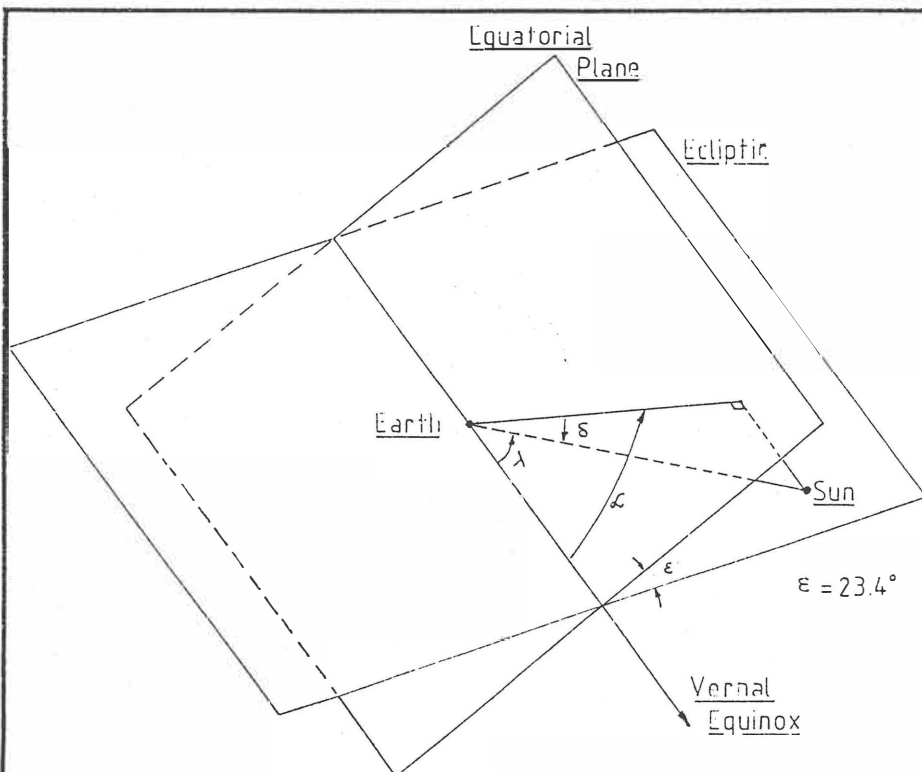 Equatorial
Plane
Ecliptic
Earth
δ
λ
α
Sun
ε
ε = 23.4°
Vernal
Equinox